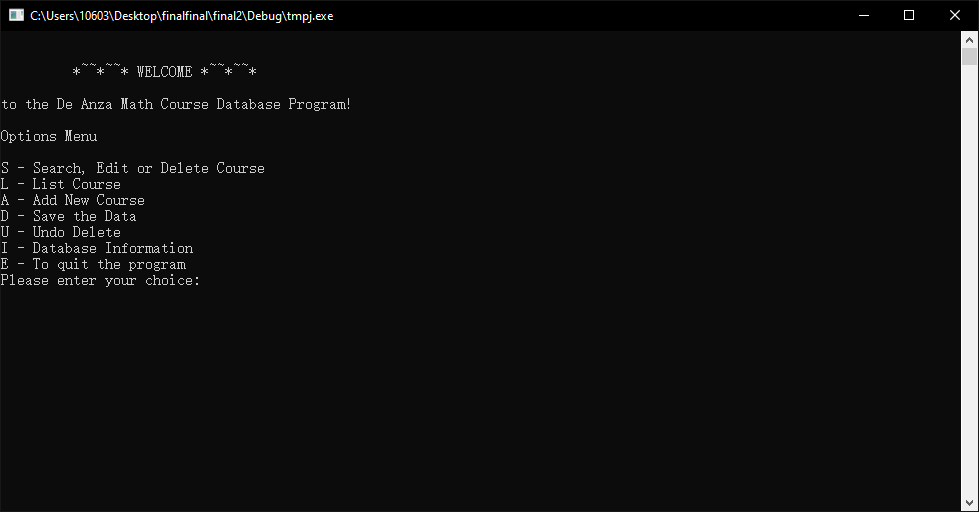 C:\Users\10603\Desktop\finalfinal\final2\Debug\tmpj.exe
*~~*~~* WELCOME *~~*~~*
to the De Anza Math Course Database Program!
Options Menu
S - Search, Edit or Delete Course
L - List Course
A - Add New Course
D - Save the Data
U - Undo Delete
I - Database Information
E - To quit the program
Please enter your choice: